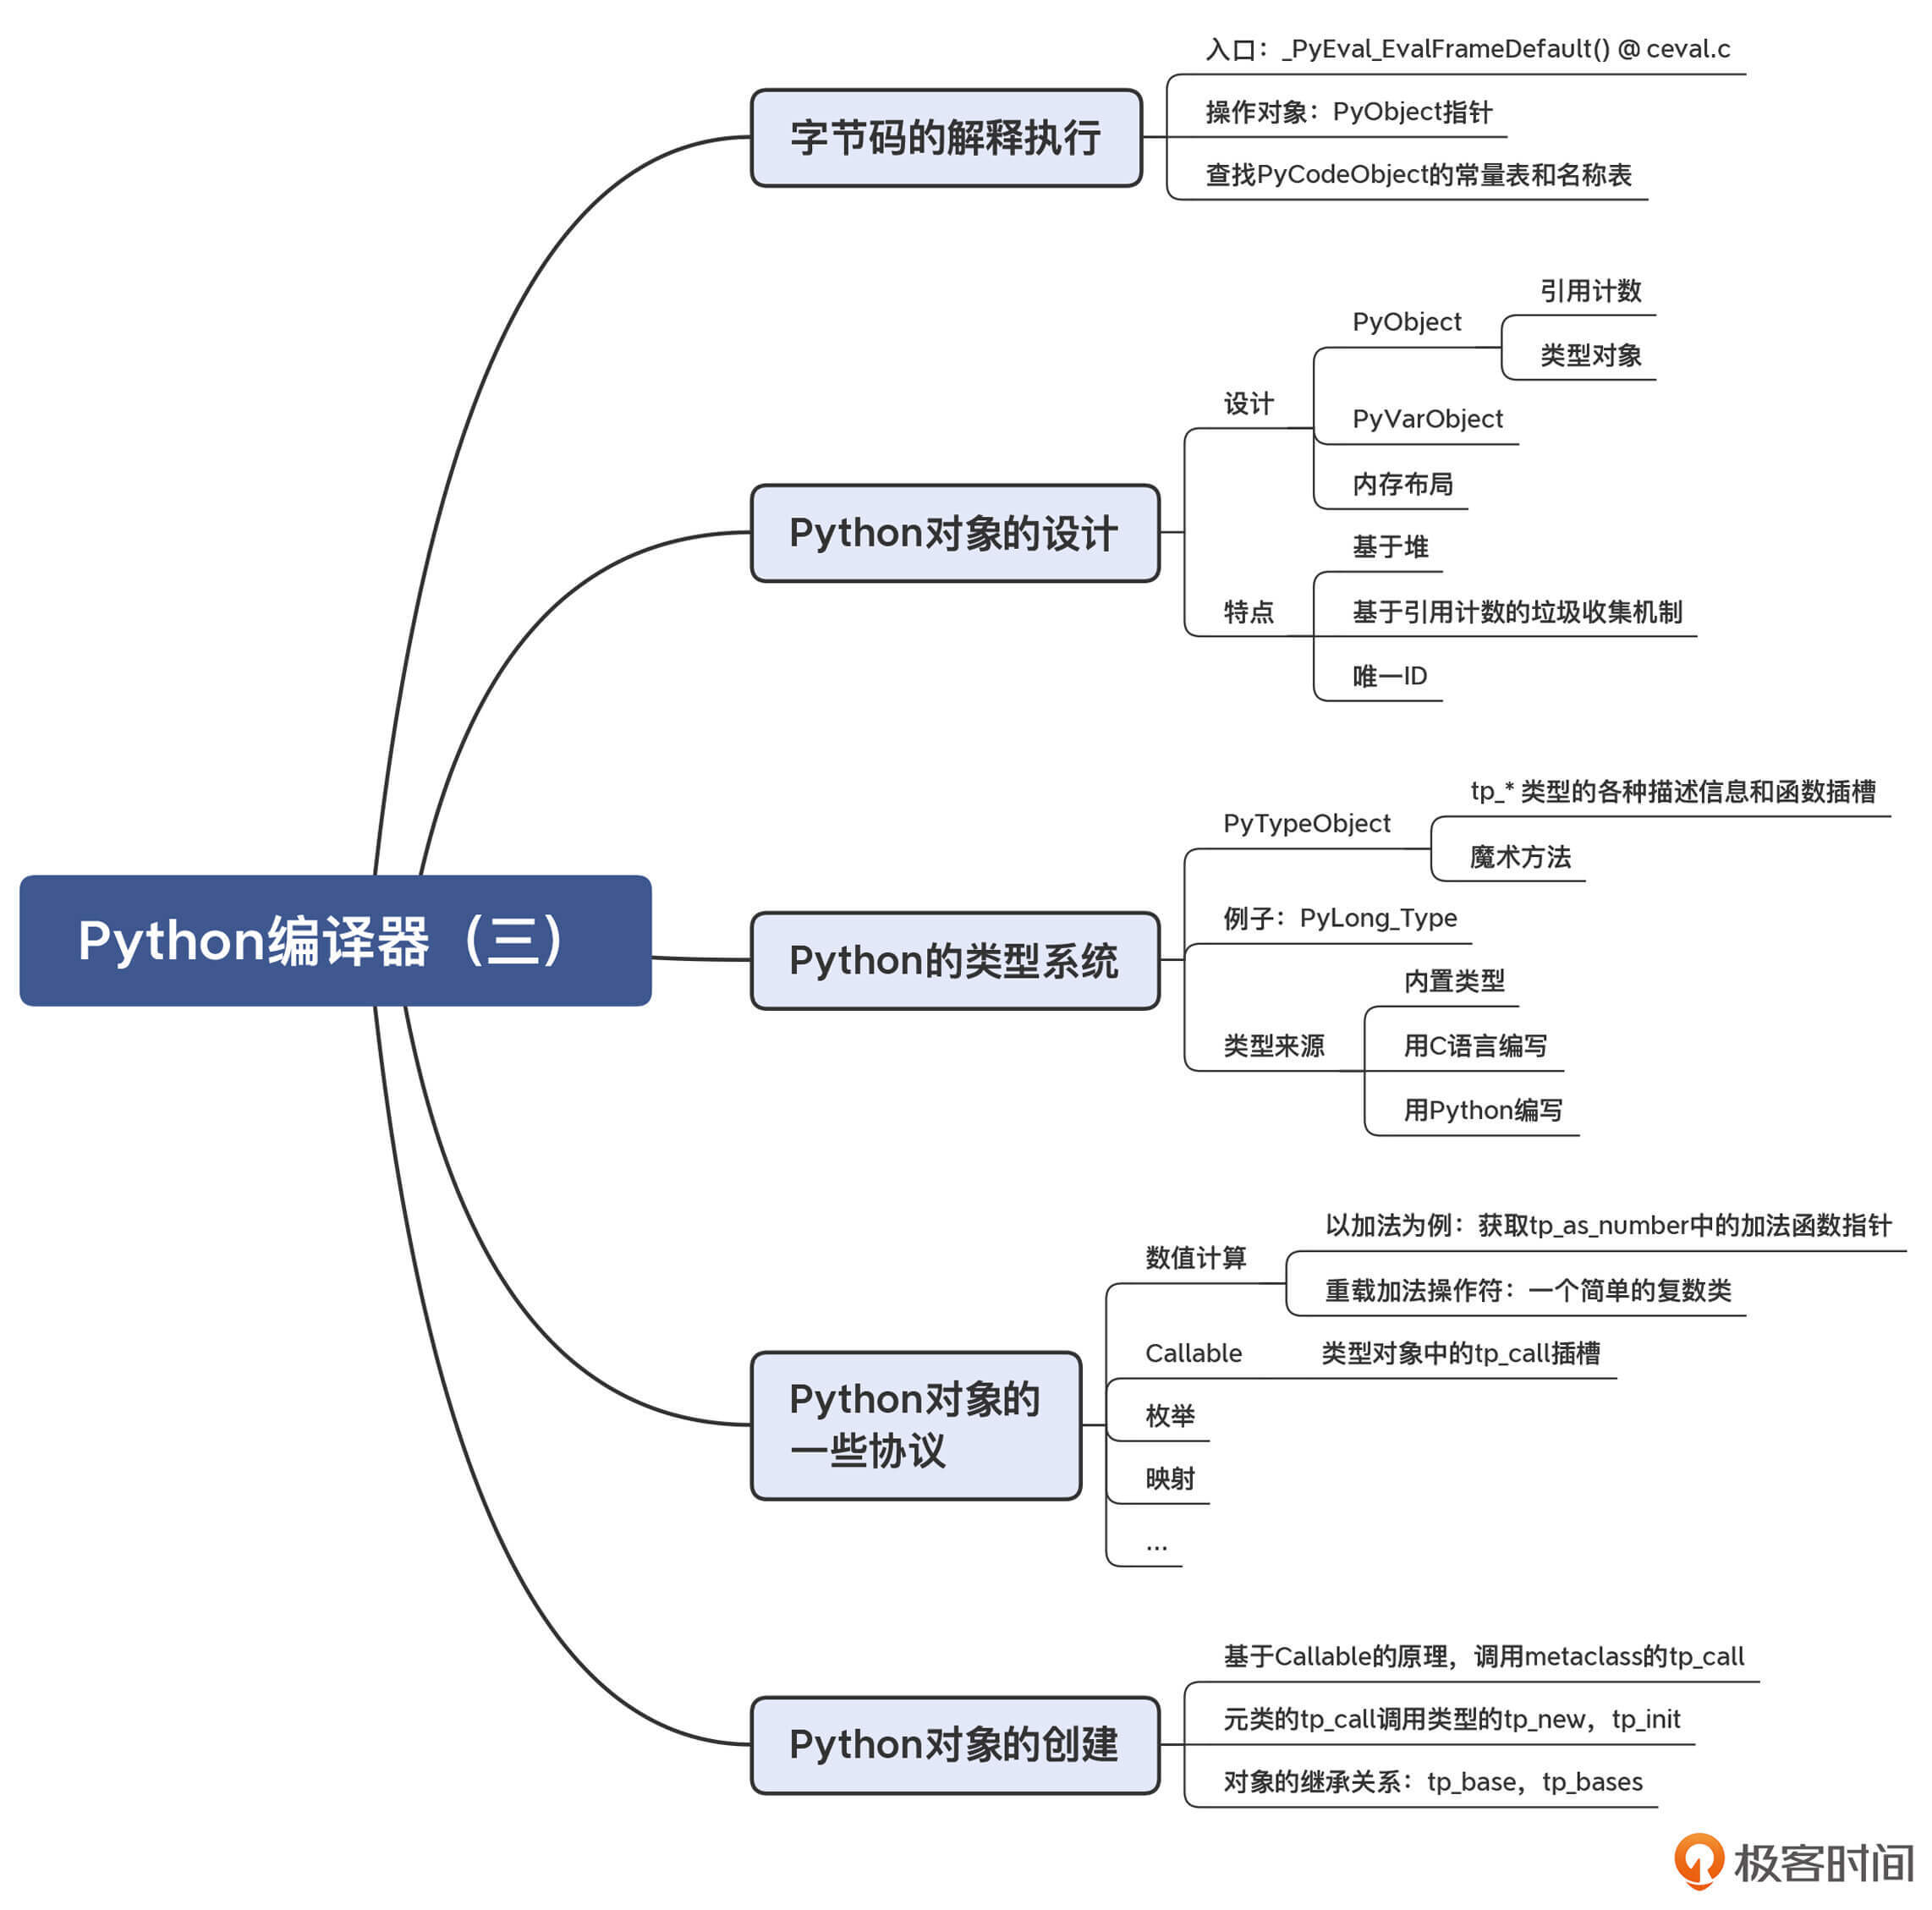 入口：_PyEval_EvalFrameDefault() @ ceval.c
操作对象：PyObject指针
字节码的解释执行
查找PyCodeObject的常量表和名称表
引用计数
PyObject
类型对象
设计
PyVarObject
内存布局
Python对象的设计
基于堆
特点
基于引用计数的垃圾收集机制
唯一ID
tp_* 类型的各种描述信息和函数插槽
PyTypeObject
魔术方法
例子：PyLong_Type
Python编译器（三）
Python的类型系统
内置类型
类型来源
用C语言编写
用Python编写
以加法为例：获取tp_as_number中的加法函数指针
数值计算
重载加法操作符：一个简单的复数类
Callable
类型对象中的tp_call插槽
Python对象的
一些协议
枚举
映射
...
基于Callable的原理，调用metaclass的tp_call
元类的tp_call调用类型的tp_new，tp_init
Python对象的创建
对象的继承关系：tp_base，tp_bases
极客时间